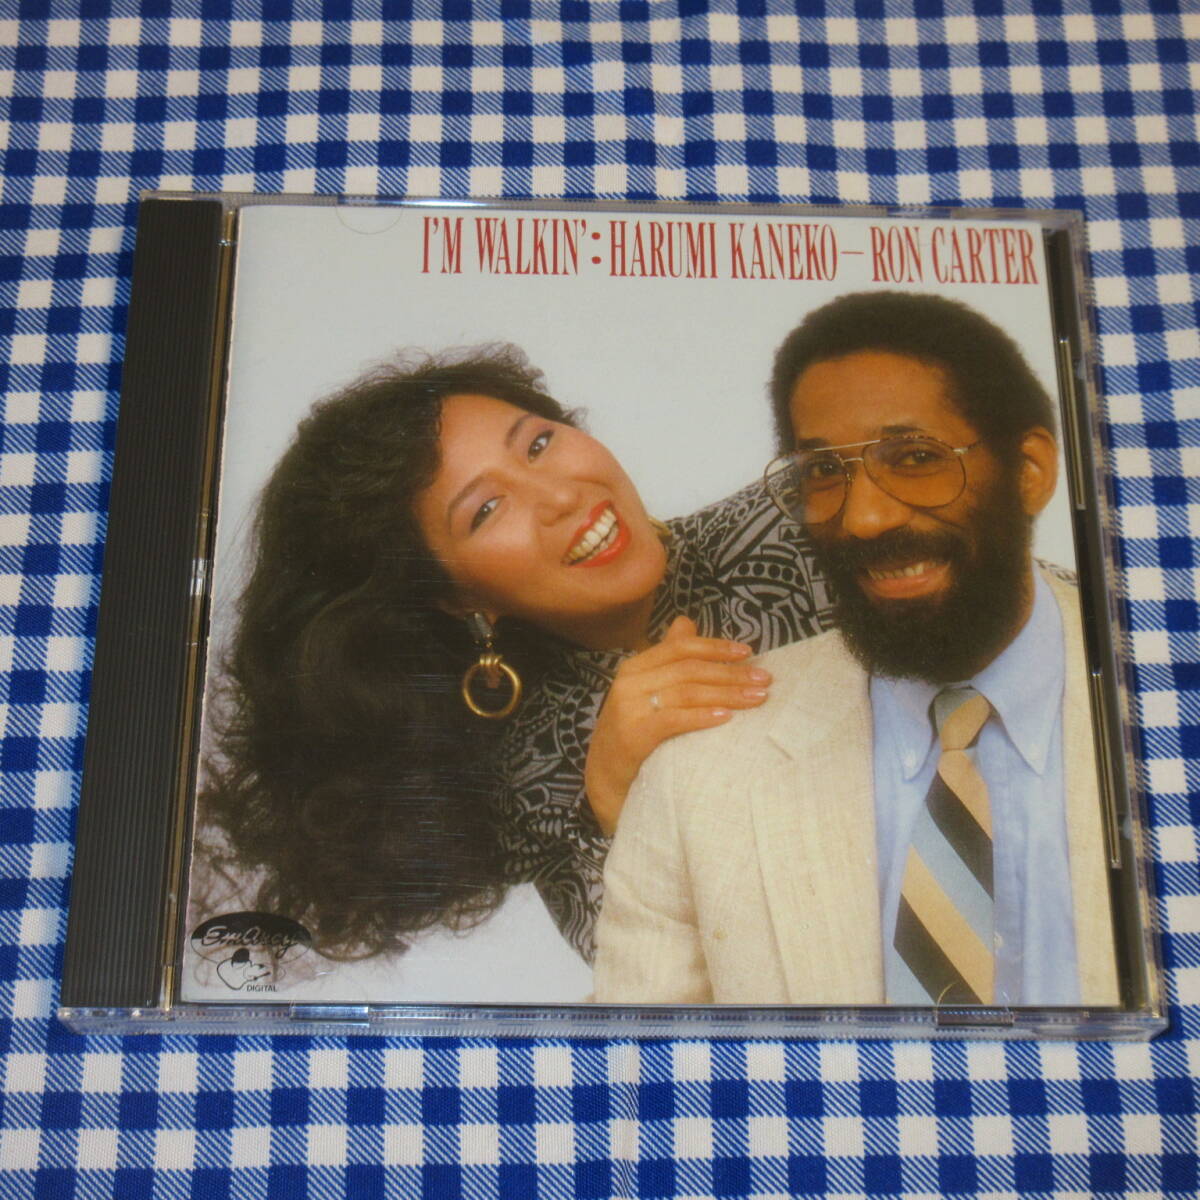 I'M WALKIN': HARUMI KANEKO – RON CARTER
EmArcy
DIGITAL